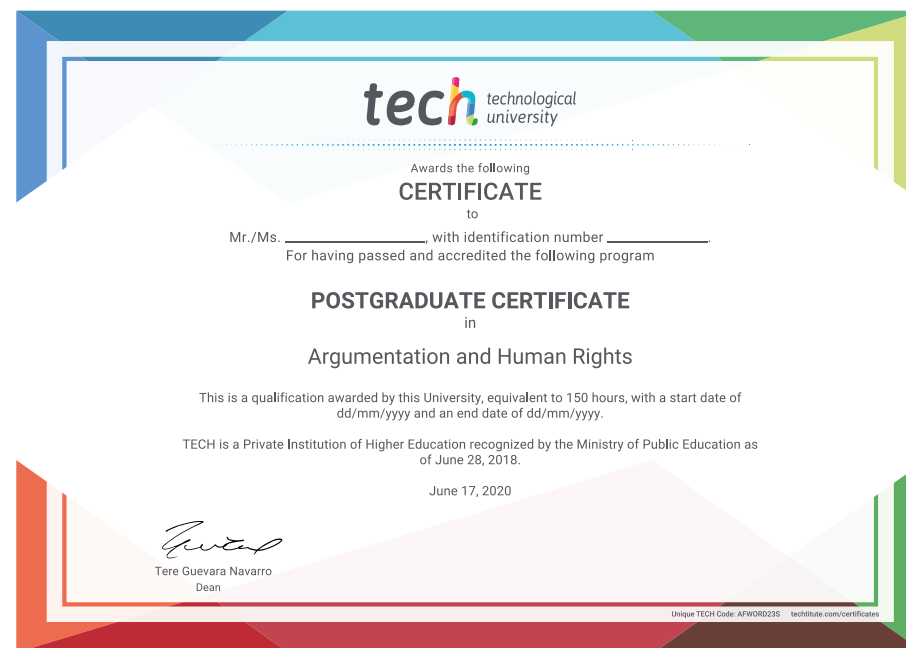 tech technological
university
Awards the following
CERTIFICATE
to
Mr./Ms. ____________________, with identification number ______________.
For having passed and accredited the following program
POSTGRADUATE CERTIFICATE
in
Argumentation and Human Rights
This is a qualification awarded by this University, equivalent to 150 hours, with a start date of
dd/mm/yyyy and an end date of dd/mm/yyyy.
TECH is a Private Institution of Higher Education recognized by the Ministry of Public Education as
of June 28, 2018.
June 17, 2020
Tere Guevara Navarro
Dean
Unique TECH Code: AFWORD23S techtitute.com/certificates